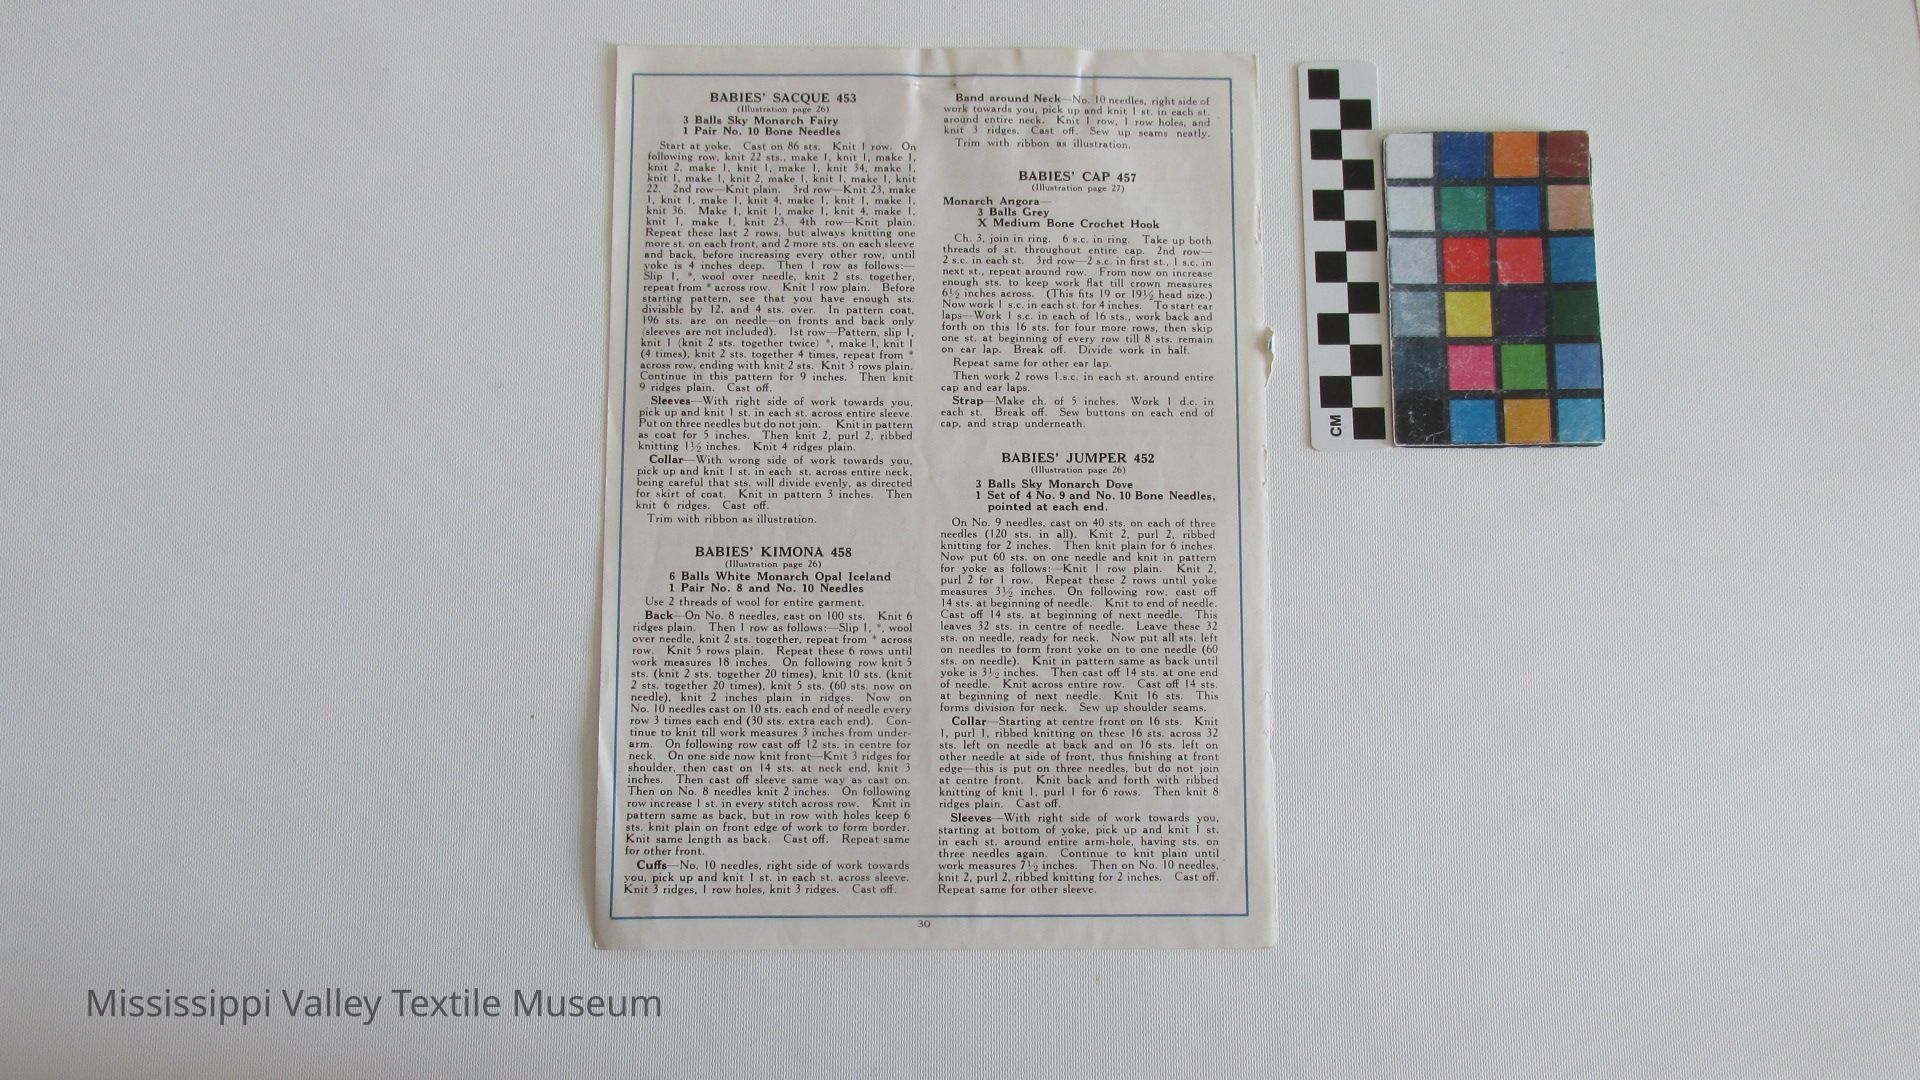 BABIES' SACQUE 453
(Illustration page 26)
3 Balls Sky Monarch Fairy
1 Pair No. 10 Bone Needles
Start at yoke. Cast on 86 sts. Knit 1 row. On
following row, knit 22 sts., make 1, knit 1, make 1,
knit 2, make 1, knit 1, make 1, knit 34, make 1,
knit 1, make 1, knit 2, make 1, knit 1, make 1, knit
22. 2nd row—Knit plain. 3rd row—Knit 23, make
1, knit 1, make 1, knit 4, make 1, knit 1, make 1,
knit 36. Make 1, knit 1, make 1, knit 4, make 1,
knit 1, make 1, knit 23. 4th row—Knit plain.
Repeat these last 2 rows, but always knitting one
more st. on each front, and 2 more sts. on each sleeve
and back, before increasing every other row, until
yoke is 4 inches deep. Then 1 row as follows:—
Slip 1, *, wool over needle, knit 2 sts. together,
repeat from * across row. Knit 1 row plain. Before
starting pattern, see that you have enough sts.
divisible by 12, and 4 sts. over. In pattern coat,
196 sts. are on needle—on fronts and back only
(sleeves are not included). 1st row—Pattern, slip 1,
knit 1 (knit 2 sts. together twice) *, make 1, knit 1
(4 times), knit 2 sts. together 4 times, repeat from *
across row, ending with knit 2 sts. Knit 3 rows plain.
Continue in this pattern for 9 inches. Then knit
9 ridges plain. Cast off.
Sleeves—With right side of work towards you,
pick up and knit 1 st. in each st. across entire sleeve.
Put on three needles but do not join. Knit in pattern
as coat for 5 inches. Then knit 2, purl 2, ribbed
knitting 1½ inches. Knit 4 ridges plain.
Collar—With wrong side of work towards you,
pick up and knit 1 st. in each st. across entire neck,
being careful that sts. will divide evenly, as directed
for skirt of coat. Knit in pattern 3 inches. Then
knit 6 ridges. Cast off.
Trim with ribbon as illustration.
BABIES' KIMONA 458
(Illustration page 26)
6 Balls White Monarch Opal Iceland
1 Pair No. 8 and No. 10 Needles
Use 2 threads of wool for entire garment.
Back—On No. 8 needles, cast on 100 sts. Knit 6
ridges plain. Then 1 row as follows:—Slip 1, *, wool
over needle, knit 2 sts. together, repeat from * across
row. Knit 5 rows plain. Repeat these 6 rows until
work measures 18 inches. On following row knit 5
sts. (knit 2 sts. together 20 times), knit 10 sts. (knit
2 sts. together 20 times), knit 5 sts. (60 sts. now on
needle), knit 2 inches plain in ridges. Now on
No. 10 needles cast on 10 sts. each end of needle every
row 3 times each end (30 sts. extra each end). Con-
tinue to knit till work measures 3 inches from under-
arm. On following row cast off 12 sts. in centre for
neck. On one side now knit front—Knit 3 ridges for
shoulder, then cast on 14 sts. at neck end, knit 3
inches. Then cast off sleeve same way as cast on.
Then on No. 8 needles knit 2 inches. On following
row increase 1 st. in every stitch across row. Knit in
pattern same as back, but in row with holes keep 6
sts. knit plain on front edge of work to form border.
Knit same length as back. Cast off. Repeat same
for other front.
Cuffs—No. 10 needles, right side of work towards
you, pick up and knit 1 st. in each st. across sleeve.
Knit 3 ridges, 1 row holes, knit 3 ridges. Cast off.
Band around Neck—No. 10 needles, right side of
work towards you, pick up and knit 1 st. in each st.
around entire neck. Knit 1 row, 1 row holes, and
knit 3 ridges. Cast off. Sew up seams neatly.
Trim with ribbon as illustration.
BABIES' CAP 457
(Illustration page 27)
Monarch Angora—
3 Balls Grey
X Medium Bone Crochet Hook
Ch. 3, join in ring. 6 s.c. in ring. Take up both
threads of st. throughout entire cap. 2nd row—
2 s.c. in each st. 3rd row—2 s.c. in first st., 1 s.c. in
next st., repeat around row. From now on increase
enough sts. to keep work flat till crown measures
6½ inches across. (This fits 19 or 19½ head size.)
Now work 1 s.c. in each st. for 4 inches. To start ear
laps—Work 1 s.c. in each of 16 sts., work back and
forth on this 16 sts. for four more rows, then skip
one st. at beginning of every row till 8 sts. remain
on ear lap. Break off. Divide work in half.
Repeat same for other ear lap.
Then work 2 rows 1.s.c. in each st. around entire
cap and ear laps.
Strap—Make ch. of 5 inches. Work 1 d.c. in
each st. Break off. Sew buttons on each end of
cap, and strap underneath.
BABIES' JUMPER 452
(Illustration page 26)
3 Balls Sky Monarch Dove
1 Set of 4 No. 9 and No. 10 Bone Needles,
pointed at each end.
On No. 9 needles, cast on 40 sts. on each of three
needles (120 sts. in all). Knit 2, purl 2, ribbed
knitting for 2 inches. Then knit plain for 6 inches.
Now put 60 sts. on one needle and knit in pattern
for yoke as follows:—Knit 1 row plain. Knit 2,
purl 2 for 1 row. Repeat these 2 rows until yoke
measures 3½ inches. On following row, cast off
14 sts. at beginning of needle. Knit to end of needle.
Cast off 14 sts. at beginning of next needle. This
leaves 32 sts. in centre of needle. Leave these 32
sts. on needle, ready for neck. Now put all sts. left
on needles to form front yoke on to one needle (60
sts. on needle). Knit in pattern same as back until
yoke is 3½ inches. Then cast off 14 sts. at one end
of needle. Knit across entire row. Cast off 14 sts.
at beginning of next needle. Knit 16 sts. This
forms division for neck. Sew up shoulder seams.
Collar—Starting at centre front on 16 sts. Knit
1, purl 1, ribbed knitting on these 16 sts. across 32
sts. left on needle at back and on 16 sts. left on
other needle at side of front, thus finishing at front
edge—this is put on three needles, but do not join
at centre front. Knit back and forth with ribbed
knitting of knit 1, purl 1 for 6 rows. Then knit 8
ridges plain. Cast off.
Sleeves—With right side of work towards you,
starting at bottom of yoke, pick up and knit 1 st.
in each st. around entire arm-hole, having sts. on
three needles again. Continue to knit plain until
work measures 7½ inches. Then on No. 10 needles,
knit 2, purl 2, ribbed knitting for 2 inches. Cast off.
Repeat same for other sleeve.
30
CM
Mississippi Valley Textile Museum